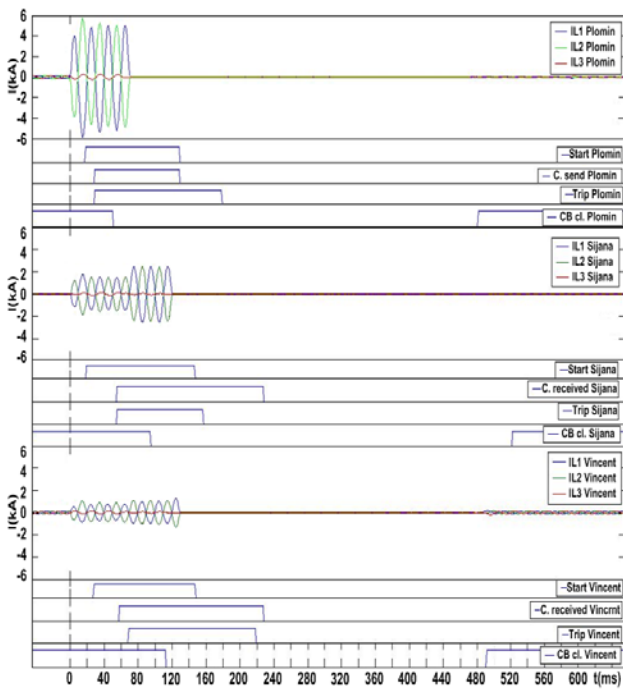 6
4
2
0
-2
-4
-6
I(kA)
IL1 Plomin
IL2 Plomin
IL3 Plomin
Start Plomin
C. send Plomin
Trip Plomin
CB cl. Plomin
6
4
2
0
-2
-4
-6
I(kA)
IL1 Sijana
IL2 Sijana
IL3 Sijana
Start Sijana
C. received Sijana
Trip Sijana
CB cl. Sijana
6
4
2
0
-2
-4
-6
I(kA)
IL1 Vincent
IL2 Vincent
IL3 Vincent
Start Vincent
C. received Vincrnt
Trip Vincent
CB cl. Vincent
0 40 80 120 160 200 240 280 320 360 400 440 480 520 560 600 t(ms)